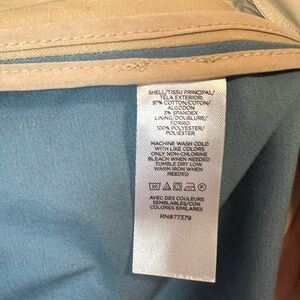 SHELL/TISSU PRINCIPAL/
TELA EXTERIOR:
97% COTTON/COTON/
ALGODON
3% SPANDEX
LINING/DOUBLURE/
FORRO:
100% POLYESTER/
POLIESTER
MACHINE WASH COLD
WITH LIKE COLORS
ONLY NON-CHLORINE
BLEACH WHEN NEEDED
TUMBLE DRY LOW
WARM IRON WHEN
NEEDED
AVEC DES COULEURS
SEMBLABLES/CON
COLORES SIMILARES
RN#77379